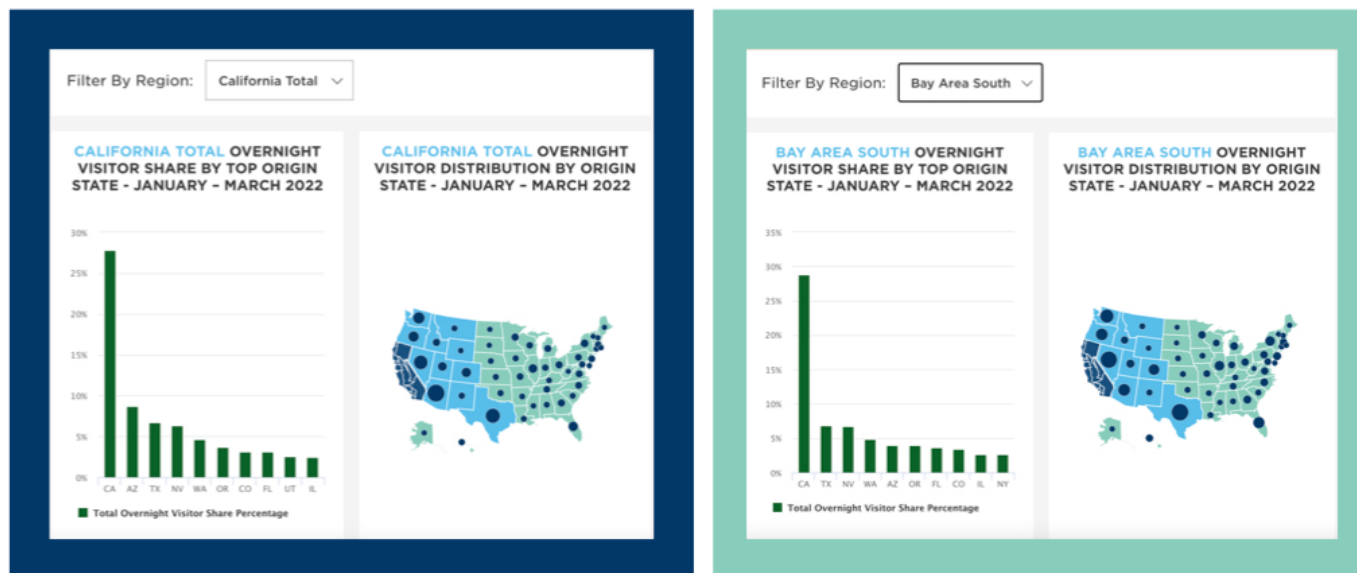 Filter By Region:
California Total
CALIFORNIA TOTAL OVERNIGHT
VISITOR SHARE BY TOP ORIGIN
STATE - JANUARY – MARCH 2022
30%
25%
20%
15%
10%
5%
0%
CA AZ TX NV WA OR CO FL UT IL
Total Overnight Visitor Share Percentage
CALIFORNIA TOTAL OVERNIGHT
VISITOR DISTRIBUTION BY ORIGIN
STATE - JANUARY – MARCH 2022
Filter By Region:
Bay Area South
BAY AREA SOUTH OVERNIGHT
VISITOR SHARE BY TOP ORIGIN
STATE - JANUARY – MARCH 2022
35%
30%
25%
20%
15%
10%
5%
0%
CA TX NV WA AZ OR FL CO IL NY
Total Overnight Visitor Share Percentage
BAY AREA SOUTH OVERNIGHT
VISITOR DISTRIBUTION BY ORIGIN
STATE - JANUARY – MARCH 2022